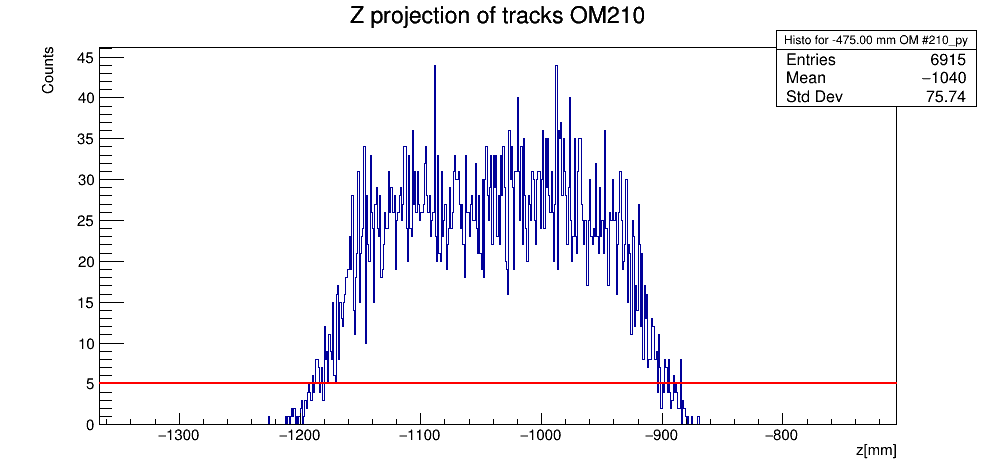 Z projection of tracks OM210
Histo for -475.00 mm OM #210_py
Entries 6915
Mean −1040
Std Dev 75.74
Counts
45
40
35
30
25
20
15
10
5
0
−1300 −1200 −1100 −1000 −900 −800
z[mm]